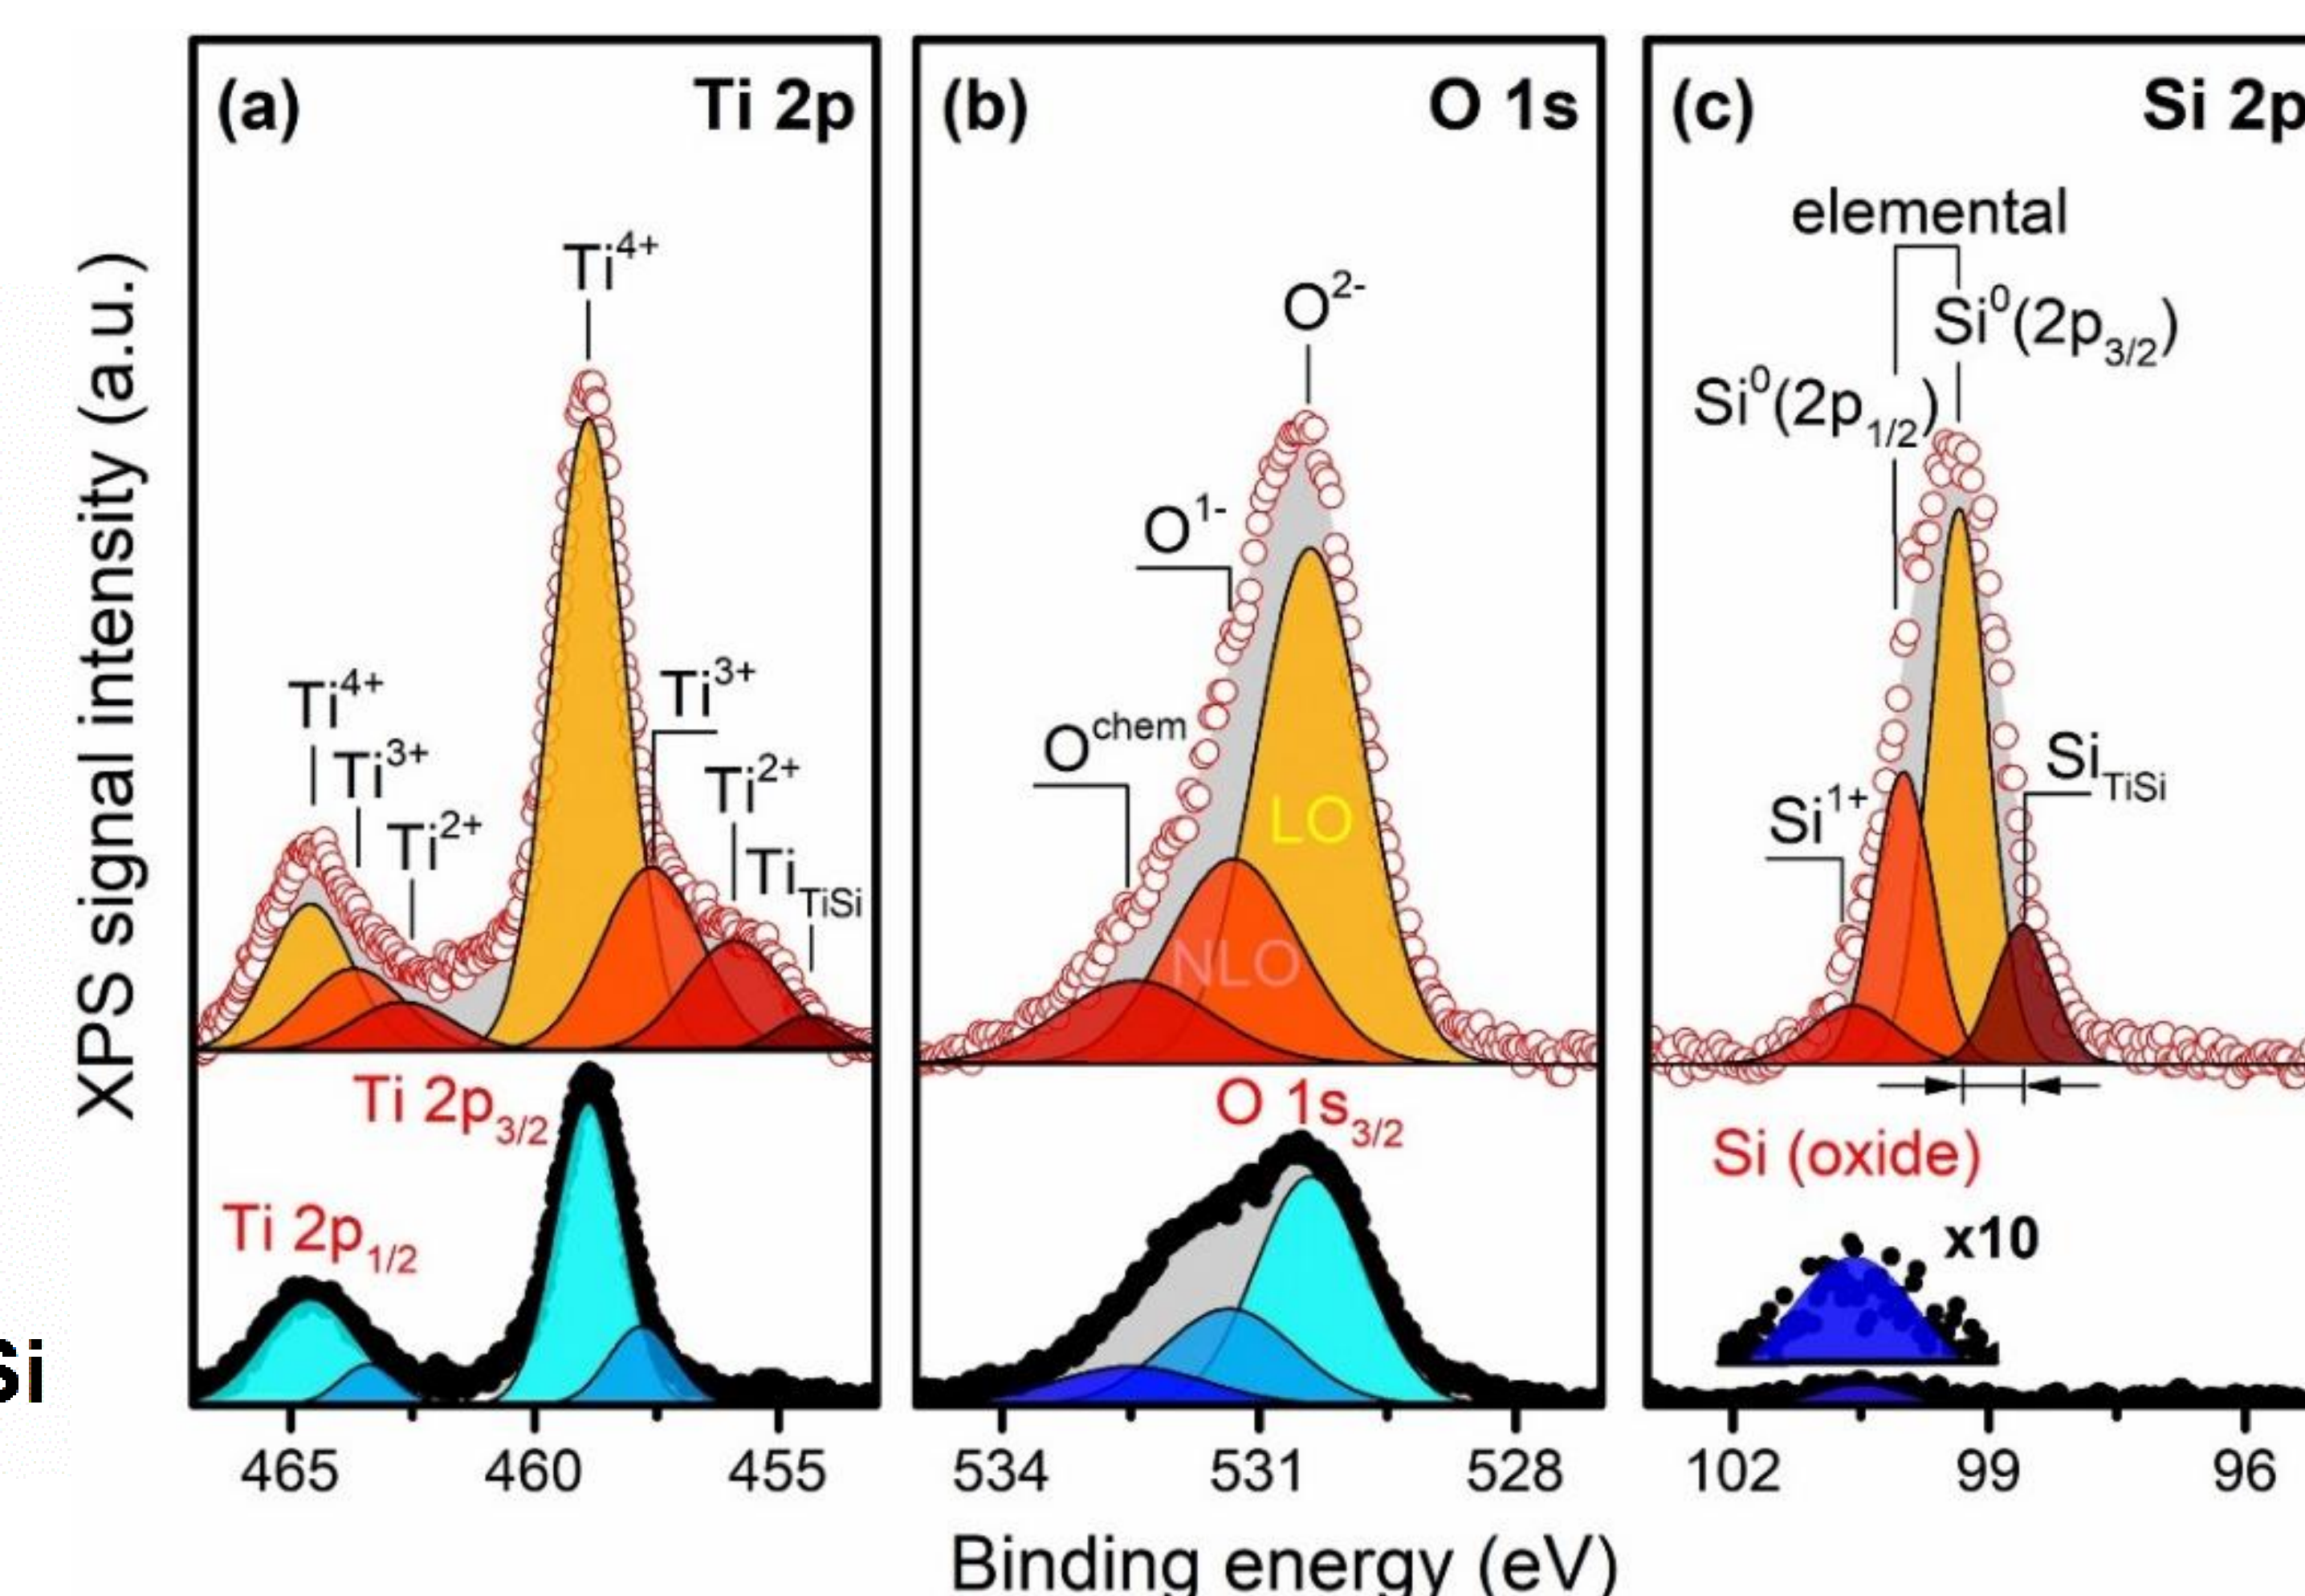 XPS signal intensity (a.u.)
(a)
Ti 2p
Ti4+
Ti4+
Ti3+
Ti2+
Ti3+
Ti2+
TiTiSi
Ti 2p3/2
Ti 2p1/2
465
460
455
(b)
O 1s
O2-
O1-
Ochem
LO
NLO
O 1s3/2
534
531
528
(c)
Si 2p
elemental
Si0(2p3/2)
Si0(2p1/2)
Si1+
SiTiSi
Si (oxide)
x10
102
99
96
Binding energy (eV)
Si